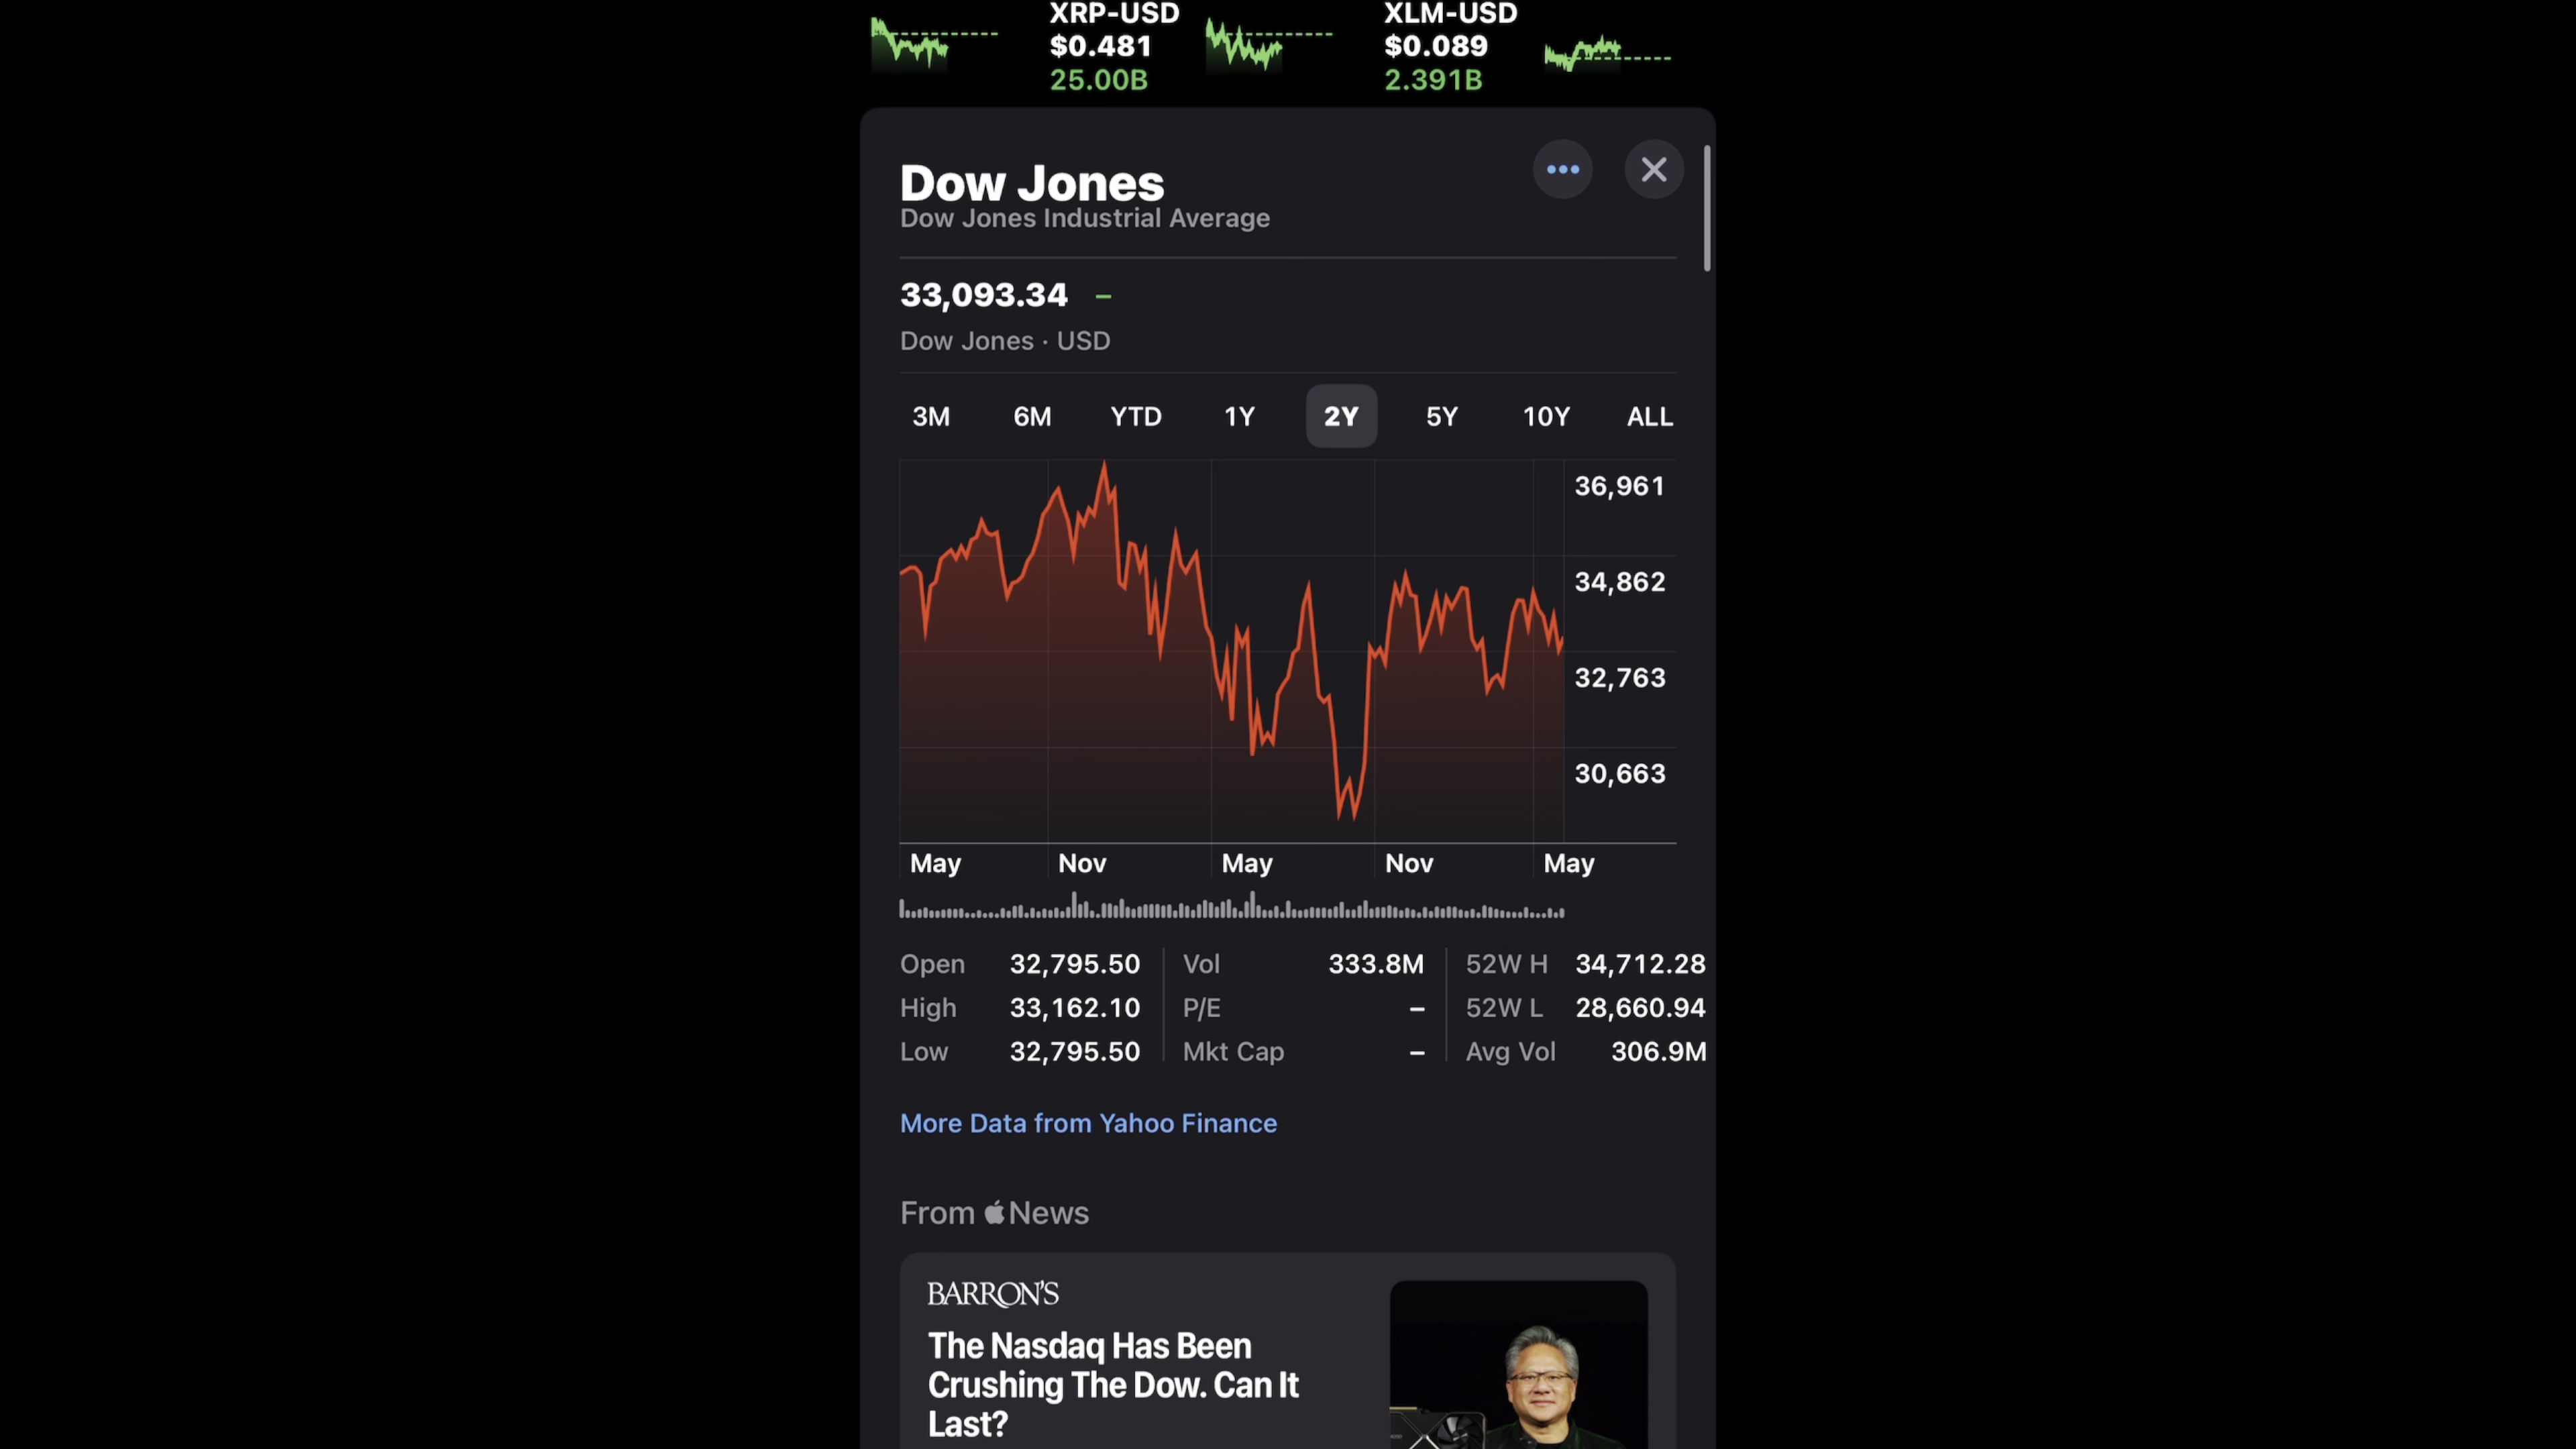 XRP-USD
$0.481
25.00B
XLM-USD
$0.089
2.391B
Dow Jones
Dow Jones Industrial Average
33,093.34 –
Dow Jones · USD
3M 6M YTD 1Y 2Y 5Y 10Y ALL
36,961
34,862
32,763
30,663
May Nov May Nov May
Open 32,795.50 Vol 333.8M 52W H 34,712.28
High 33,162.10 P/E – 52W L 28,660.94
Low 32,795.50 Mkt Cap – Avg Vol 306.9M
More Data from Yahoo Finance
From News
BARRON'S
The Nasdaq Has Been
Crushing The Dow. Can It
Last?